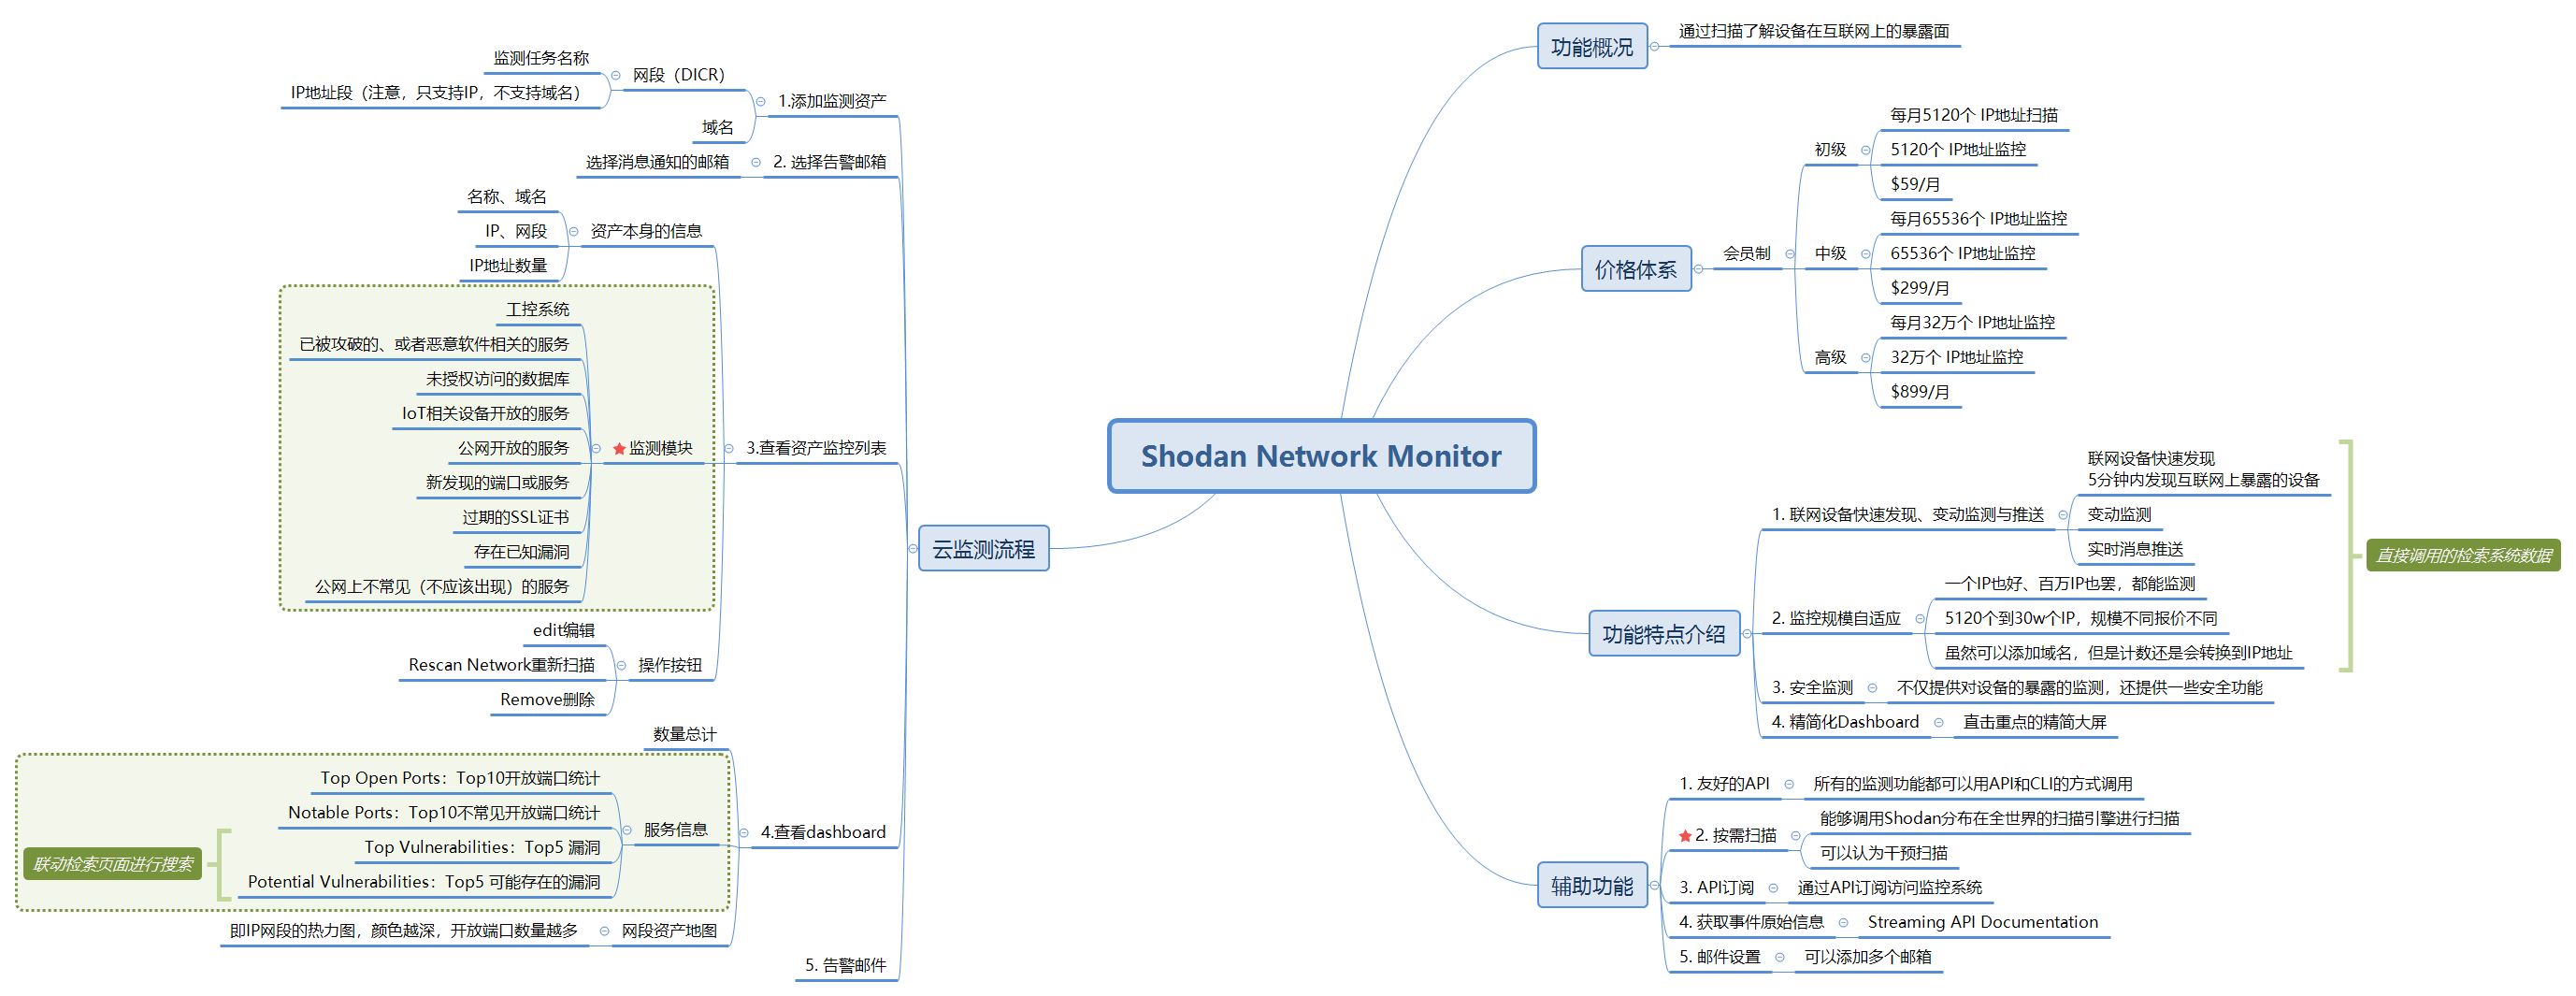 Shodan Network Monitor
功能概况
通过扫描了解设备在互联网上的暴露面
价格体系
会员制
初级
每月5120个 IP地址扫描
5120个 IP地址监控
$59/月
中级
每月65536个 IP地址监控
65536个 IP地址监控
$299/月
高级
每月32万个 IP地址监控
32万个 IP地址监控
$899/月
功能特点介绍
1. 联网设备快速发现、变动监测与推送
联网设备快速发现
5分钟内发现互联网上暴露的设备
变动监测
实时消息推送
2. 监控规模自适应
一个IP也好、百万IP也罢，都能监测
5120个到30w个IP，规模不同报价不同
虽然可以添加域名，但是计数还是会转换到IP地址
3. 安全监测
不仅提供对设备的暴露的监测，还提供一些安全功能
4. 精简化Dashboard
直击重点的精简大屏
直接调用的检索系统数据
辅助功能
1. 友好的API
所有的监测功能都可以用API和CLI的方式调用
2. 按需扫描
能够调用Shodan分布在全世界的扫描引擎进行扫描
可以认为干预扫描
3. API订阅
通过API订阅访问监控系统
4. 获取事件原始信息
Streaming API Documentation
5. 邮件设置
可以添加多个邮箱
云监测流程
1.添加监测资产
网段（DICR）
监测任务名称
IP地址段（注意，只支持IP，不支持域名）
域名
2. 选择告警邮箱
选择消息通知的邮箱
3.查看资产监控列表
资产本身的信息
名称、域名
IP、网段
IP地址数量
监测模块
工控系统
已被攻破的、或者恶意软件相关的服务
未授权访问的数据库
IoT相关设备开放的服务
公网开放的服务
新发现的端口或服务
过期的SSL证书
存在已知漏洞
公网上不常见（不应该出现）的服务
操作按钮
edit编辑
Rescan Network重新扫描
Remove删除
4.查看dashboard
数量总计
服务信息
Top Open Ports：Top10开放端口统计
Notable Ports：Top10不常见开放端口统计
Top Vulnerabilities：Top5 漏洞
Potential Vulnerabilities：Top5 可能存在的漏洞
联动检索页面进行搜索
网段资产地图
即IP网段的热力图，颜色越深，开放端口数量越多
5. 告警邮件